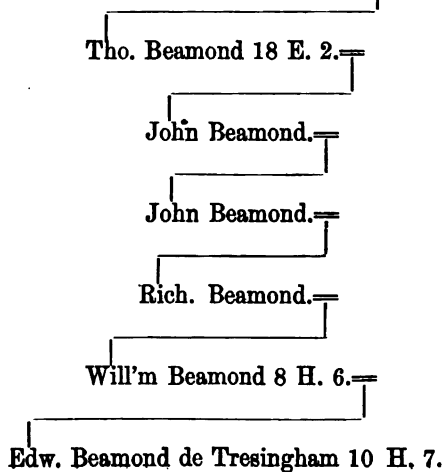 Tho. Beamond 18 E. 2.=
John Beamond.=
John Beamond.=
Rich. Beamond.=
Will'm Beamond 8 H. 6.=
Edw. Beamond de Tresingham 10 H. 7.